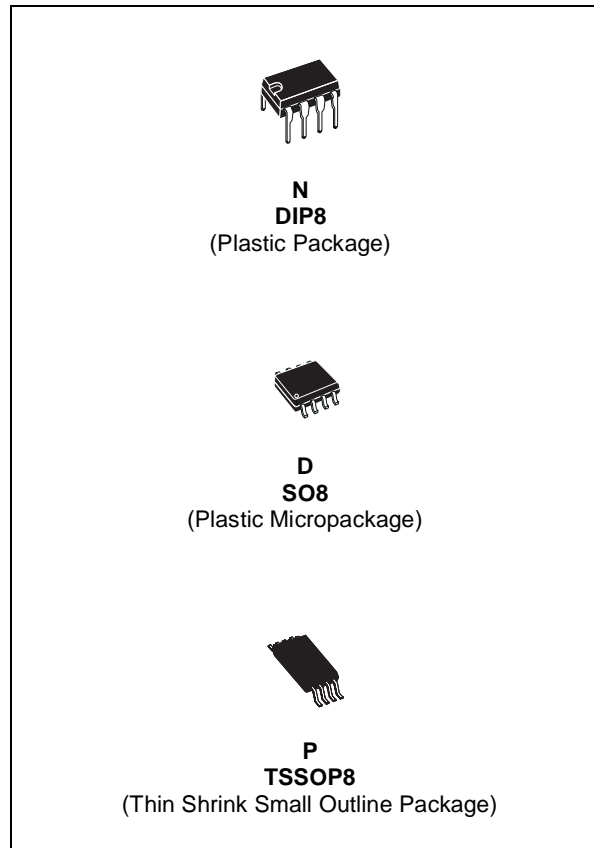 N
DIP8
(Plastic Package)
D
SO8
(Plastic Micropackage)
P
TSSOP8
(Thin Shrink Small Outline Package)